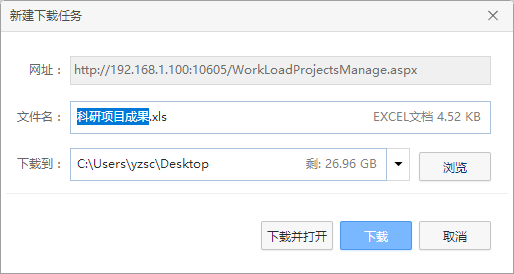 新建下载任务
网址： http://192.168.1.100:10605/WorkLoadProjectsManage.aspx
文件名： 科研项目成果.xls EXCEL文档 4.52 KB
下载到： C:\Users\yzsc\Desktop 剩: 26.96 GB 浏览
下载并打开 下载 取消